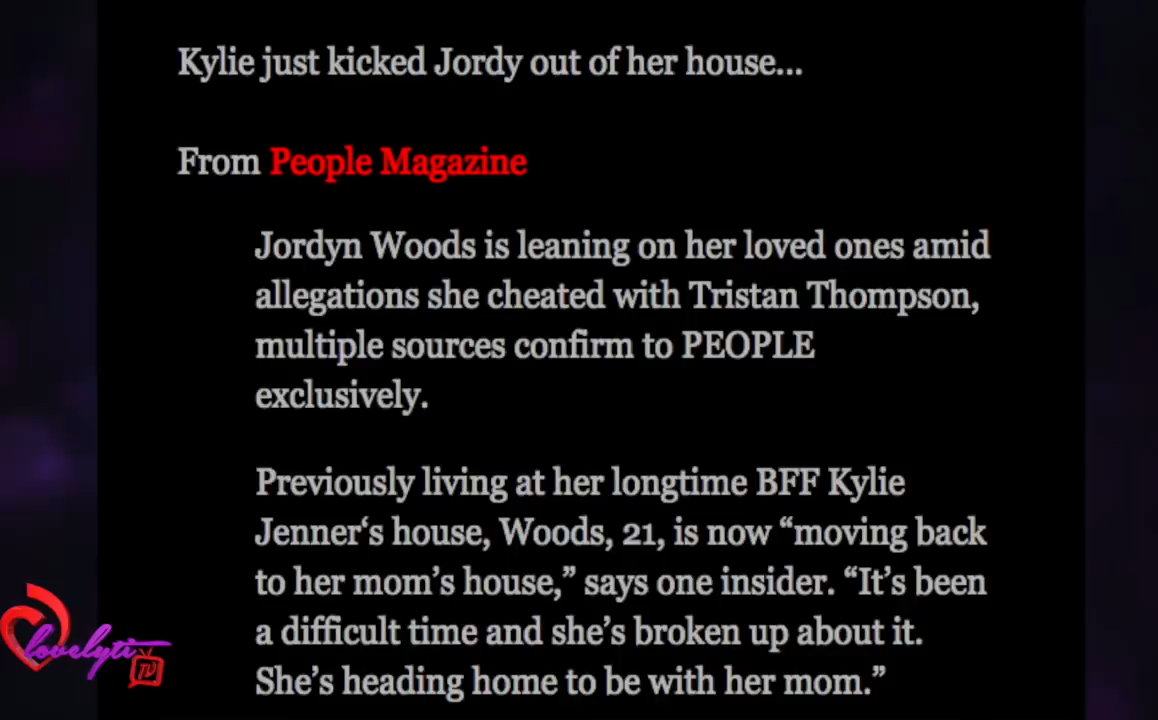 Kylie just kicked Jordy out of her house...
From People Magazine
Jordyn Woods is leaning on her loved ones amid
allegations she cheated with Tristan Thompson,
multiple sources confirm to PEOPLE
exclusively.
Previously living at her longtime BFF Kylie
Jenner‘s house, Woods, 21, is now “moving back
to her mom’s house,” says one insider. “It’s been
a difficult time and she’s broken up about it.
She’s heading home to be with her mom.”
lovelyti
TV